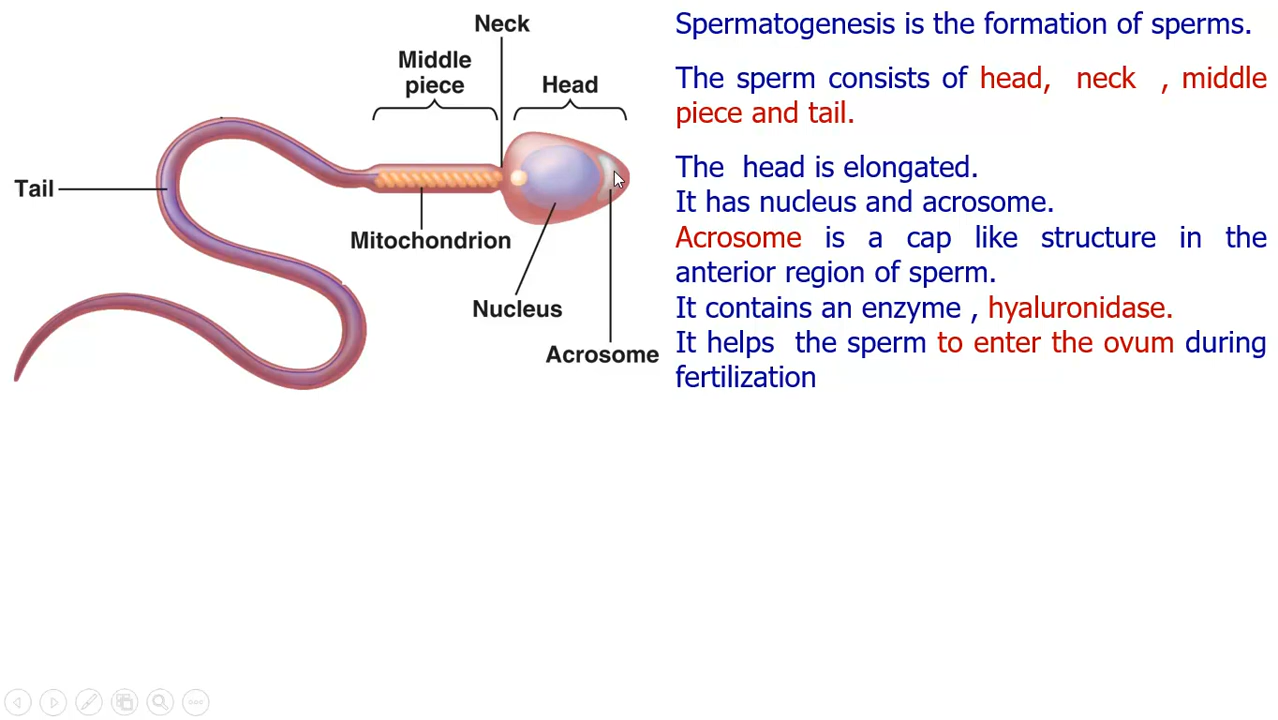 Neck
Middle
piece
Head
Tail
Mitochondrion
Nucleus
Acrosome
Spermatogenesis is the formation of sperms.
The sperm consists of head, neck , middle
piece and tail.
The head is elongated.
It has nucleus and acrosome.
Acrosome is a cap like structure in the
anterior region of sperm.
It contains an enzyme , hyaluronidase.
It helps the sperm to enter the ovum during
fertilization